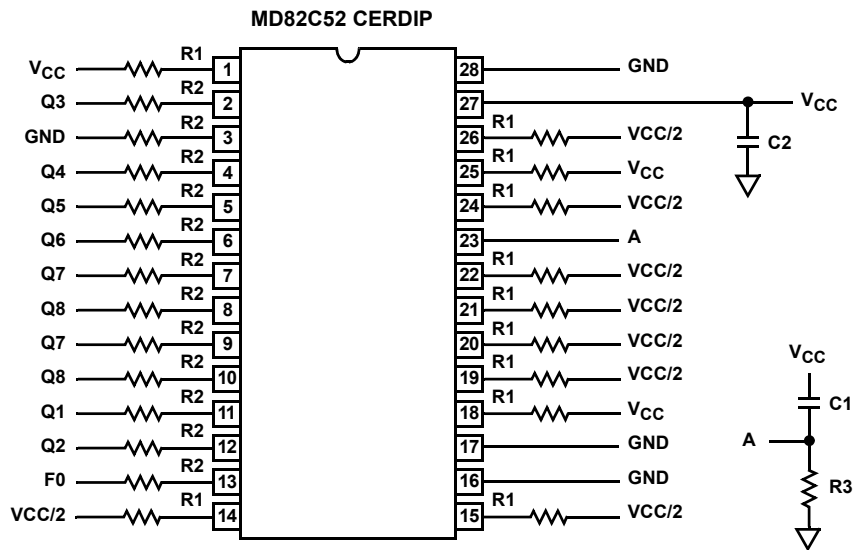 MD82C52 CERDIP
VCC R1 1 28 GND
Q3 R2 2 27 VCC
GND R2 3 26 R1 VCC/2
C2
Q4 R2 4 25 R1 VCC
Q5 R2 5 24 R1 VCC/2
Q6 R2 6 23 A
Q7 R2 7 22 R1 VCC/2
Q8 R2 8 21 R1 VCC/2
Q7 R2 9 20 R1 VCC/2
Q8 R2 10 19 R1 VCC/2
Q1 R2 11 18 R1 VCC
Q2 R2 12 17 GND
F0 R2 13 16 GND
VCC/2 R1 14 15 R1 VCC/2
VCC
C1
A
R3